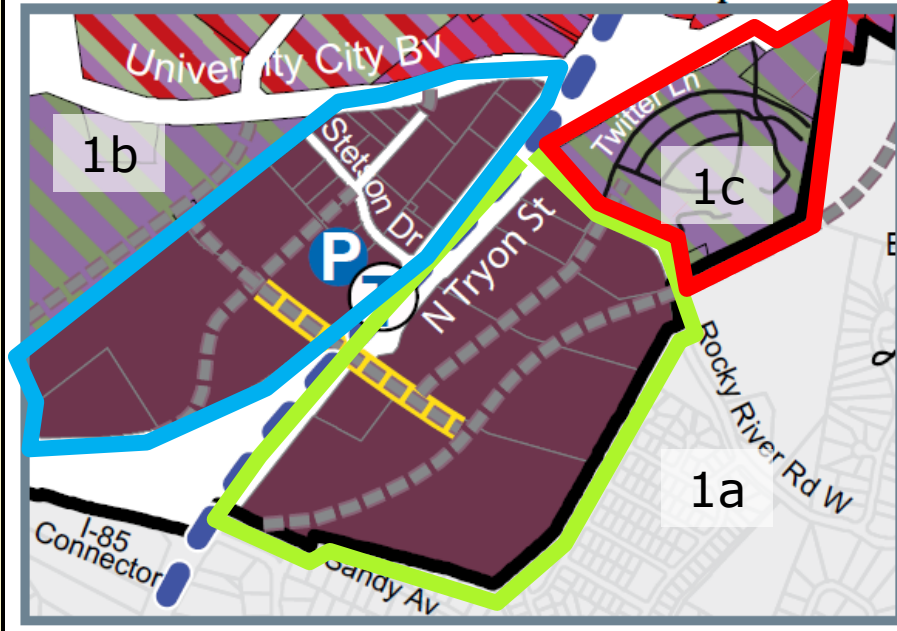 University City Bv
Twitter Ln
1b
Stetson Dr
1c
P
T
N Tryon St
Rocky River Rd W
1a
I-85
Connector
Sandy Av